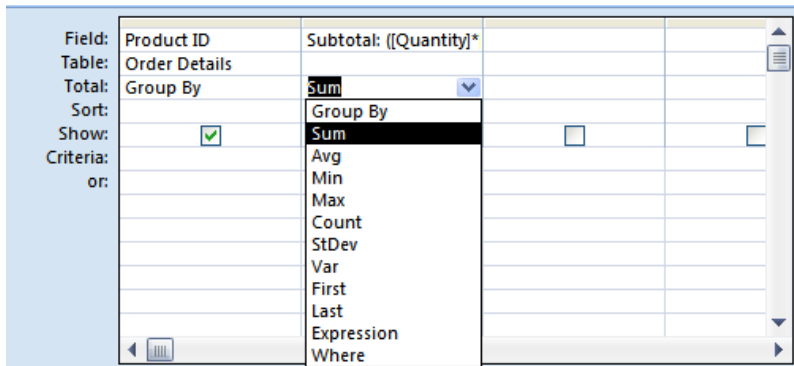 Field: Product ID Subtotal: ([Quantity]*
Table: Order Details
Total: Group By Sum
Sort: Group By
Show: Sum
Criteria: Avg
or: Min
Max
Count
StDev
Var
First
Last
Expression
Where